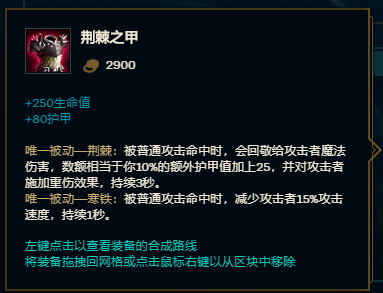 荆棘之甲
2900
+250生命值
+80护甲
唯一被动—荆棘：被普通攻击命中时，会回敬给攻击者魔法
伤害，数额相当于你10%的额外护甲值加上25，并对攻击者
施加重伤效果，持续3秒。
唯一被动—寒铁：被普通攻击命中时，减少攻击者15%攻击
速度，持续1秒。
左键点击以查看装备的合成路线
将装备拖拽回网格或点击鼠标右键以从区块中移除